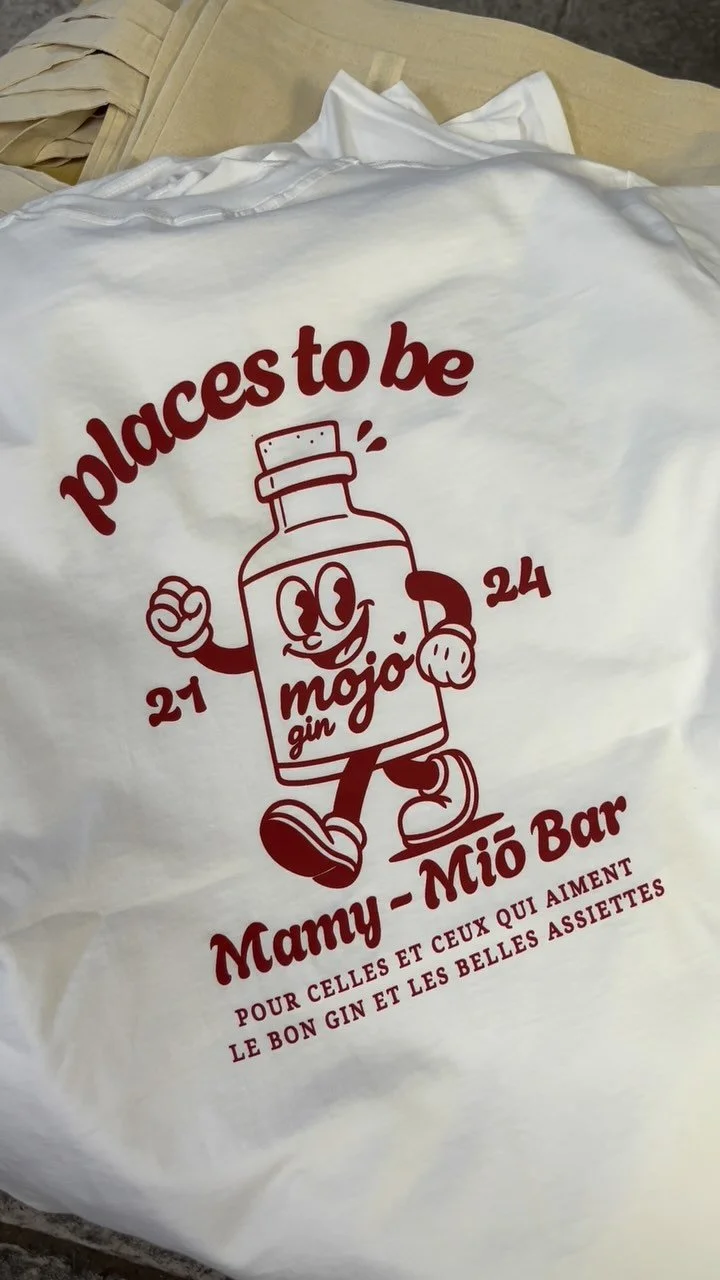 places to be
24
21
mojo
gin
Mamy - Miō Bar
POUR CELLES ET CEUX QUI AIMENT
LE BON GIN ET LES BELLES ASSIETTES